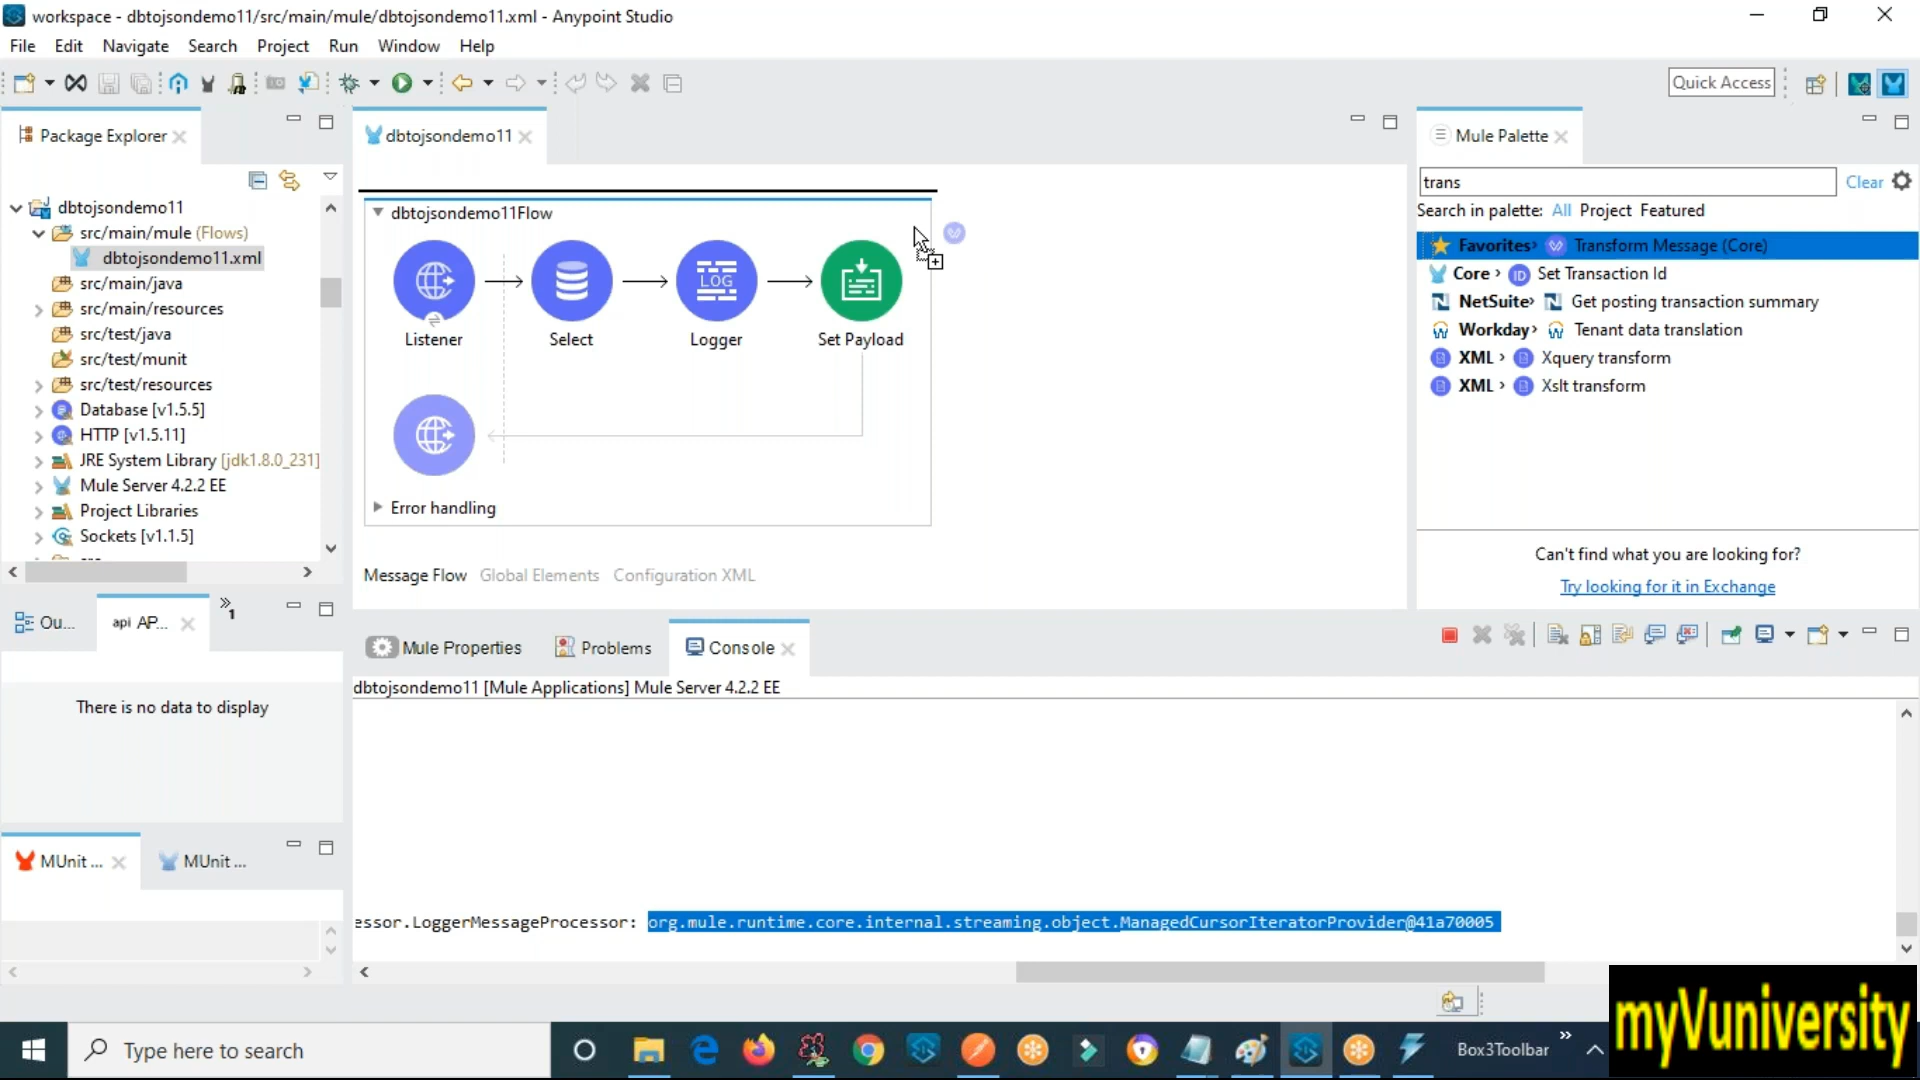 workspace - dbtojsondemo11/src/main/mule/dbtojsondemo11.xml - Anypoint Studio
File Edit Navigate Search Project Run Window Help
Quick Access
Package Explorer
dbtojsondemo11
src/main/mule (Flows)
dbtojsondemo11.xml
src/main/java
src/main/resources
src/test/java
src/test/munit
src/test/resources
Database [v1.5.5]
HTTP [v1.5.11]
JRE System Library [jdk1.8.0_231]
Mule Server 4.2.2 EE
Project Libraries
Sockets [v1.1.5]
dbtojsondemo11
dbtojsondemo11Flow
LOG
Listener Select Logger Set Payload
Error handling
Message Flow Global Elements Configuration XML
Mule Palette
trans
Clear
Search in palette: All Project Featured
Favorites> Transform Message (Core)
Core > ID Set Transaction Id
NetSuite> Get posting transaction summary
Workday> Tenant data translation
XML > Xquery transform
XML > Xslt transform
Can't find what you are looking for?
Try looking for it in Exchange
Ou... api AP... »1
There is no data to display
MUnit ... MUnit ...
Mule Properties Problems Console
dbtojsondemo11 [Mule Applications] Mule Server 4.2.2 EE
essor.LoggerMessageProcessor: org.mule.runtime.core.internal.streaming.object.ManagedCursorIteratorProvider@41a70005
Type here to search
Box3Toolbar »
myVuniversity